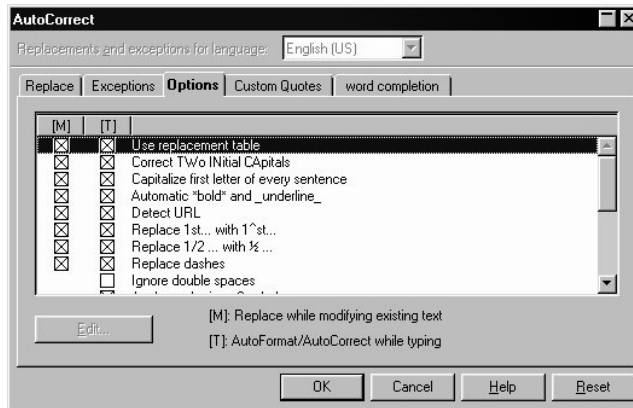 AutoCorrect
Replacements and exceptions for language: English (US)
Replace Exceptions Options Custom Quotes word completion
[M] [T]
Use replacement table
Correct TWo INitial CApitals
Capitalize first letter of every sentence
Automatic *bold* and _underline_
Detect URL
Replace 1st... with 1^st...
Replace 1/2 ... with ½ ...
Replace dashes
Ignore double spaces
Edit...
[M]: Replace while modifying existing text
[T]: AutoFormat/AutoCorrect while typing
OK Cancel Help Reset